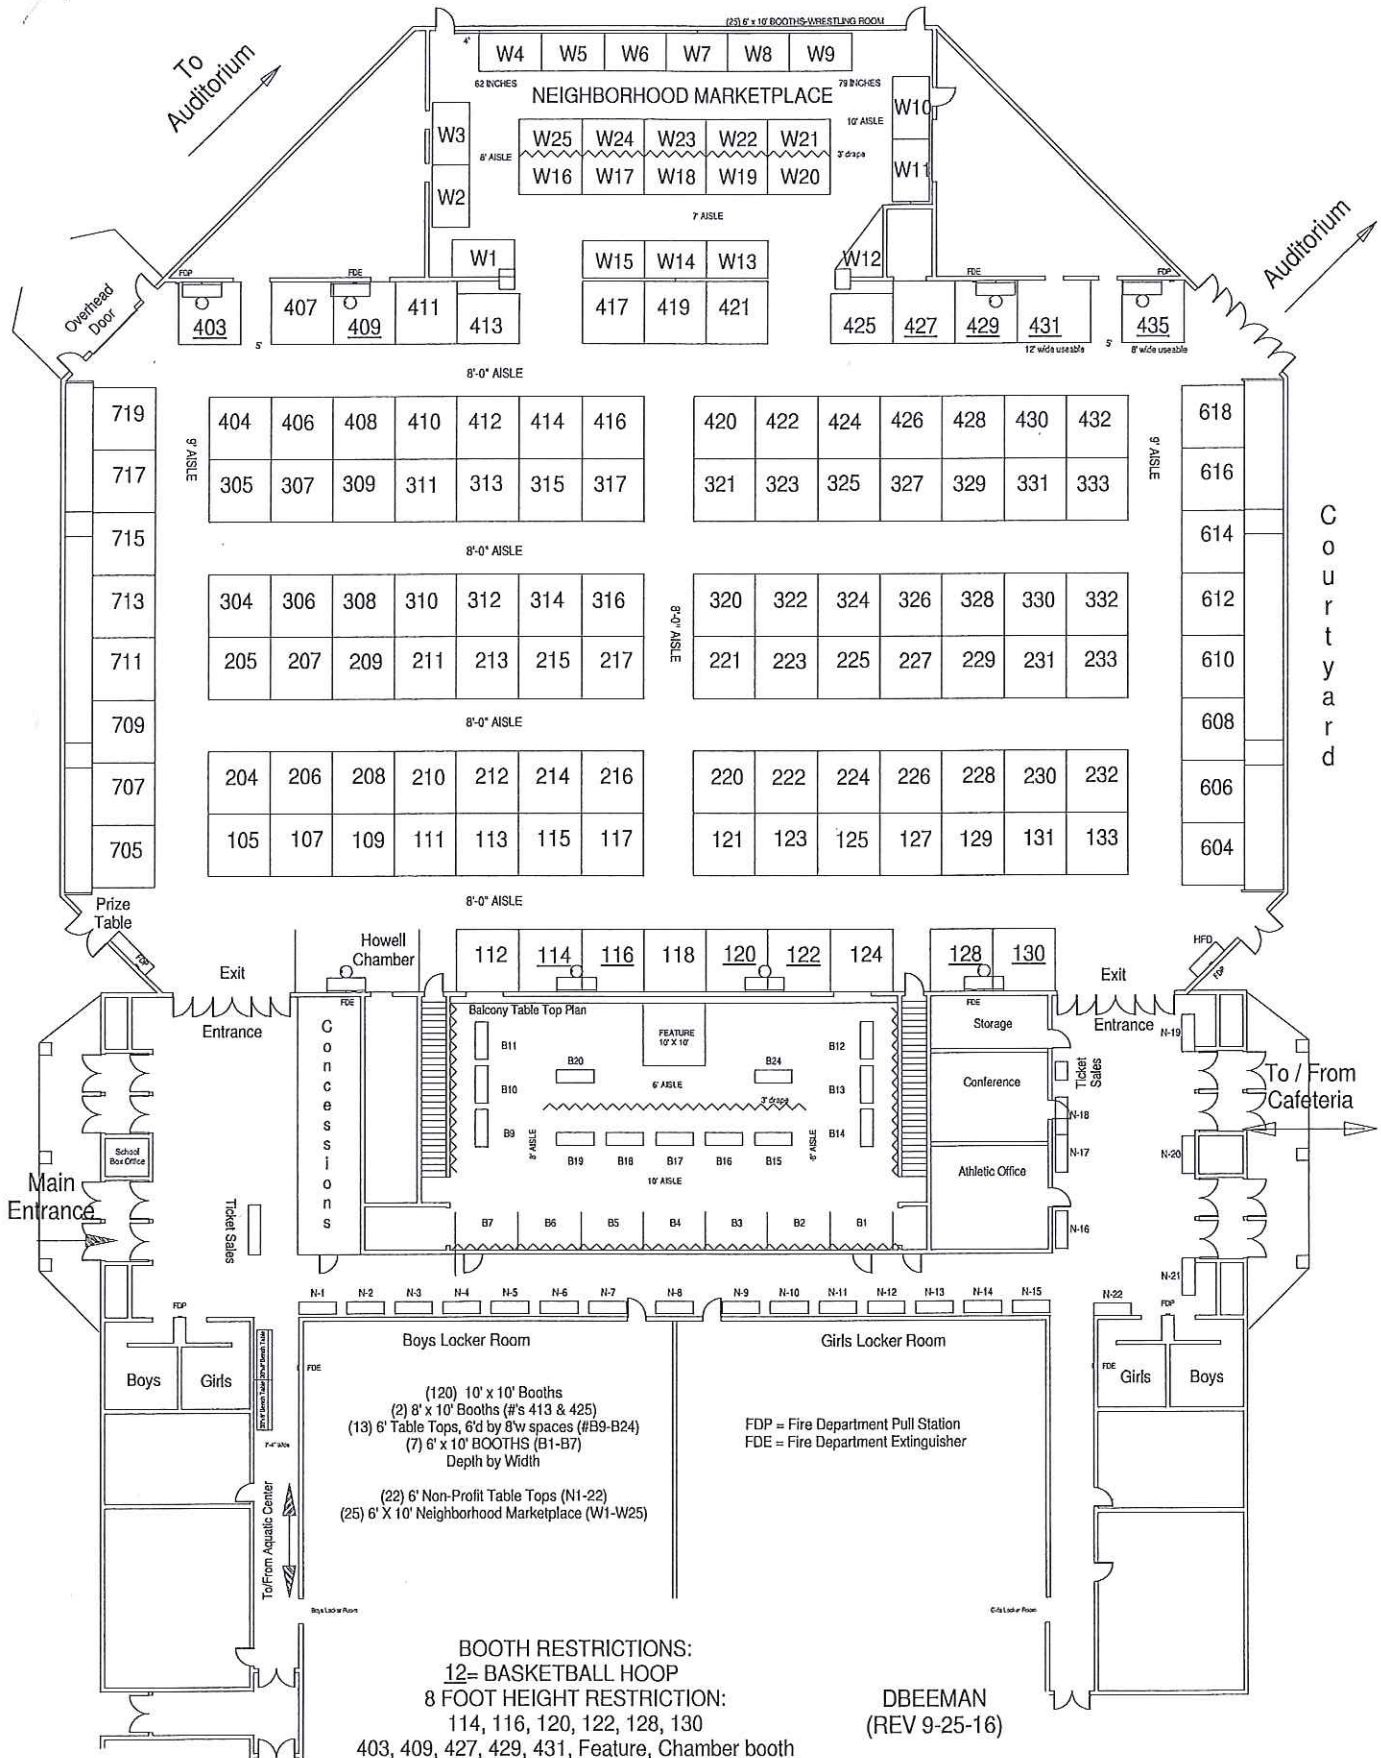 (25) 6' x 10' BOOTHS-WRESTLING ROOM
To
Auditorium
4"
W4 W5 W6 W7 W8 W9
62 INCHES
79 INCHES
NEIGHBORHOOD MARKETPLACE
W3
W2
W10
W11
10' AISLE
8' AISLE
W25 W24 W23 W22 W21
3' drape
W16 W17 W18 W19 W20
7' AISLE
W1
W15 W14 W13
W12
Auditorium
Overhead
Door
FDP
FDE
FDE
FDP
403 407 409 411 413 417 419 421 425 427 429 431 435
5'
12' wide useable
5'
8' wide useable
8'-0" AISLE
719
717
715
713
711
709
707
705
9' AISLE
404 406 408 410 412 414 416
420 422 424 426 428 430 432
305 307 309 311 313 315 317
321 323 325 327 329 331 333
9' AISLE
618
616
614
612
610
608
606
604
Courtyard
8'-0" AISLE
304 306 308 310 312 314 316
320 322 324 326 328 330 332
205 207 209 211 213 215 217
221 223 225 227 229 231 233
8'-0" AISLE
8'-0" AISLE
204 206 208 210 212 214 216
220 222 224 226 228 230 232
105 107 109 111 113 115 117
121 123 125 127 129 131 133
8'-0" AISLE
Prize
Table
FDP
Exit
Entrance
Howell
Chamber
FDE
112 114 116 118 120 122 124 128 130
HFD
FDP
Exit
Entrance
Concessions
Balcony Table Top Plan
FEATURE
10' X 10'
B11
B10
B9
B20
B24
B12
B13
B14
6' AISLE
3' drape
8' AISLE
B19 B18 B17 B16 B15
10' AISLE
B7 B6 B5 B4 B3 B2 B1
FDE
Storage
Conference
Athletic Office
Ticket
Sales
N-19
N-18
N-17
N-20
N-16
N-21
To / From
Cafeteria
School
Box Office
Main
Entrance
Ticket Sales
N-1 N-2 N-3 N-4 N-5 N-6 N-7 N-8 N-9 N-10 N-11 N-12 N-13 N-14 N-15 N-22
FDP
FDP
Boys Girls
FDE
Boys Locker Room
Girls Locker Room
FDE
Girls Boys
(120) 10' x 10' Booths
(2) 8' x 10' Booths (#'s 413 & 425)
(13) 6' Table Tops, 6'd by 8'w spaces (#B9-B24)
(7) 6' x 10' BOOTHS (B1-B7)
Depth by Width
(22) 6' Non-Profit Table Tops (N1-22)
(25) 6' X 10' Neighborhood Marketplace (W1-W25)
FDP = Fire Department Pull Station
FDE = Fire Department Extinguisher
To/From Aquatic Center
Boys Locker Room
Girls Locker Room
BOOTH RESTRICTIONS:
12= BASKETBALL HOOP
8 FOOT HEIGHT RESTRICTION:
114, 116, 120, 122, 128, 130
403, 409, 427, 429, 431, Feature, Chamber booth
DBEEMAN
(REV 9-25-16)